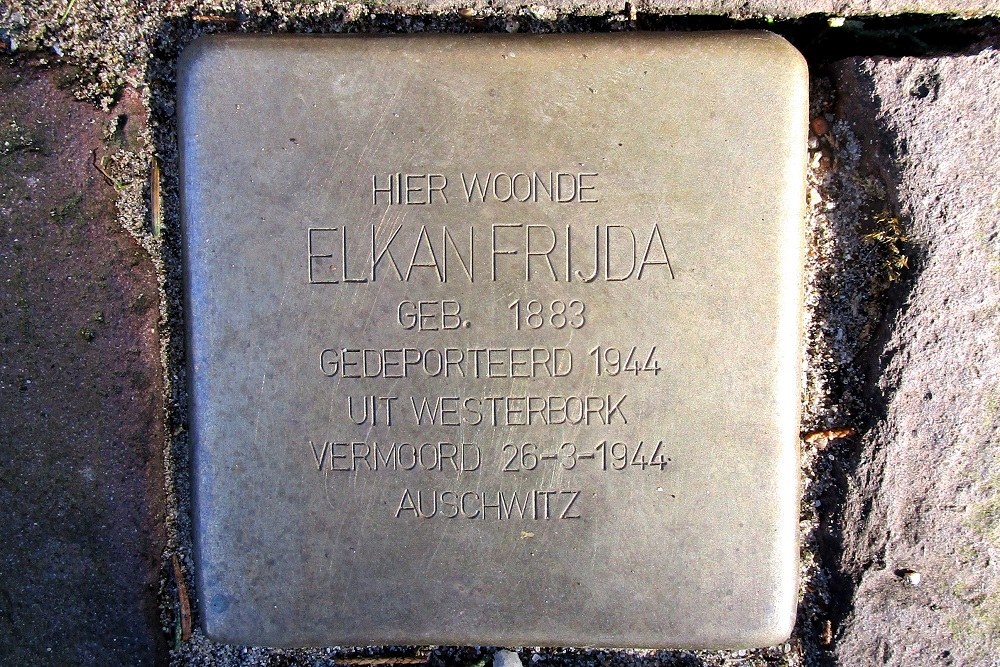 HIER WOONDE
ELKAN FRIJDA
GEB. 1883
GEDEPORTEERD 1944
UIT WESTERBORK
VERMOORD 26-3-1944
AUSCHWITZ